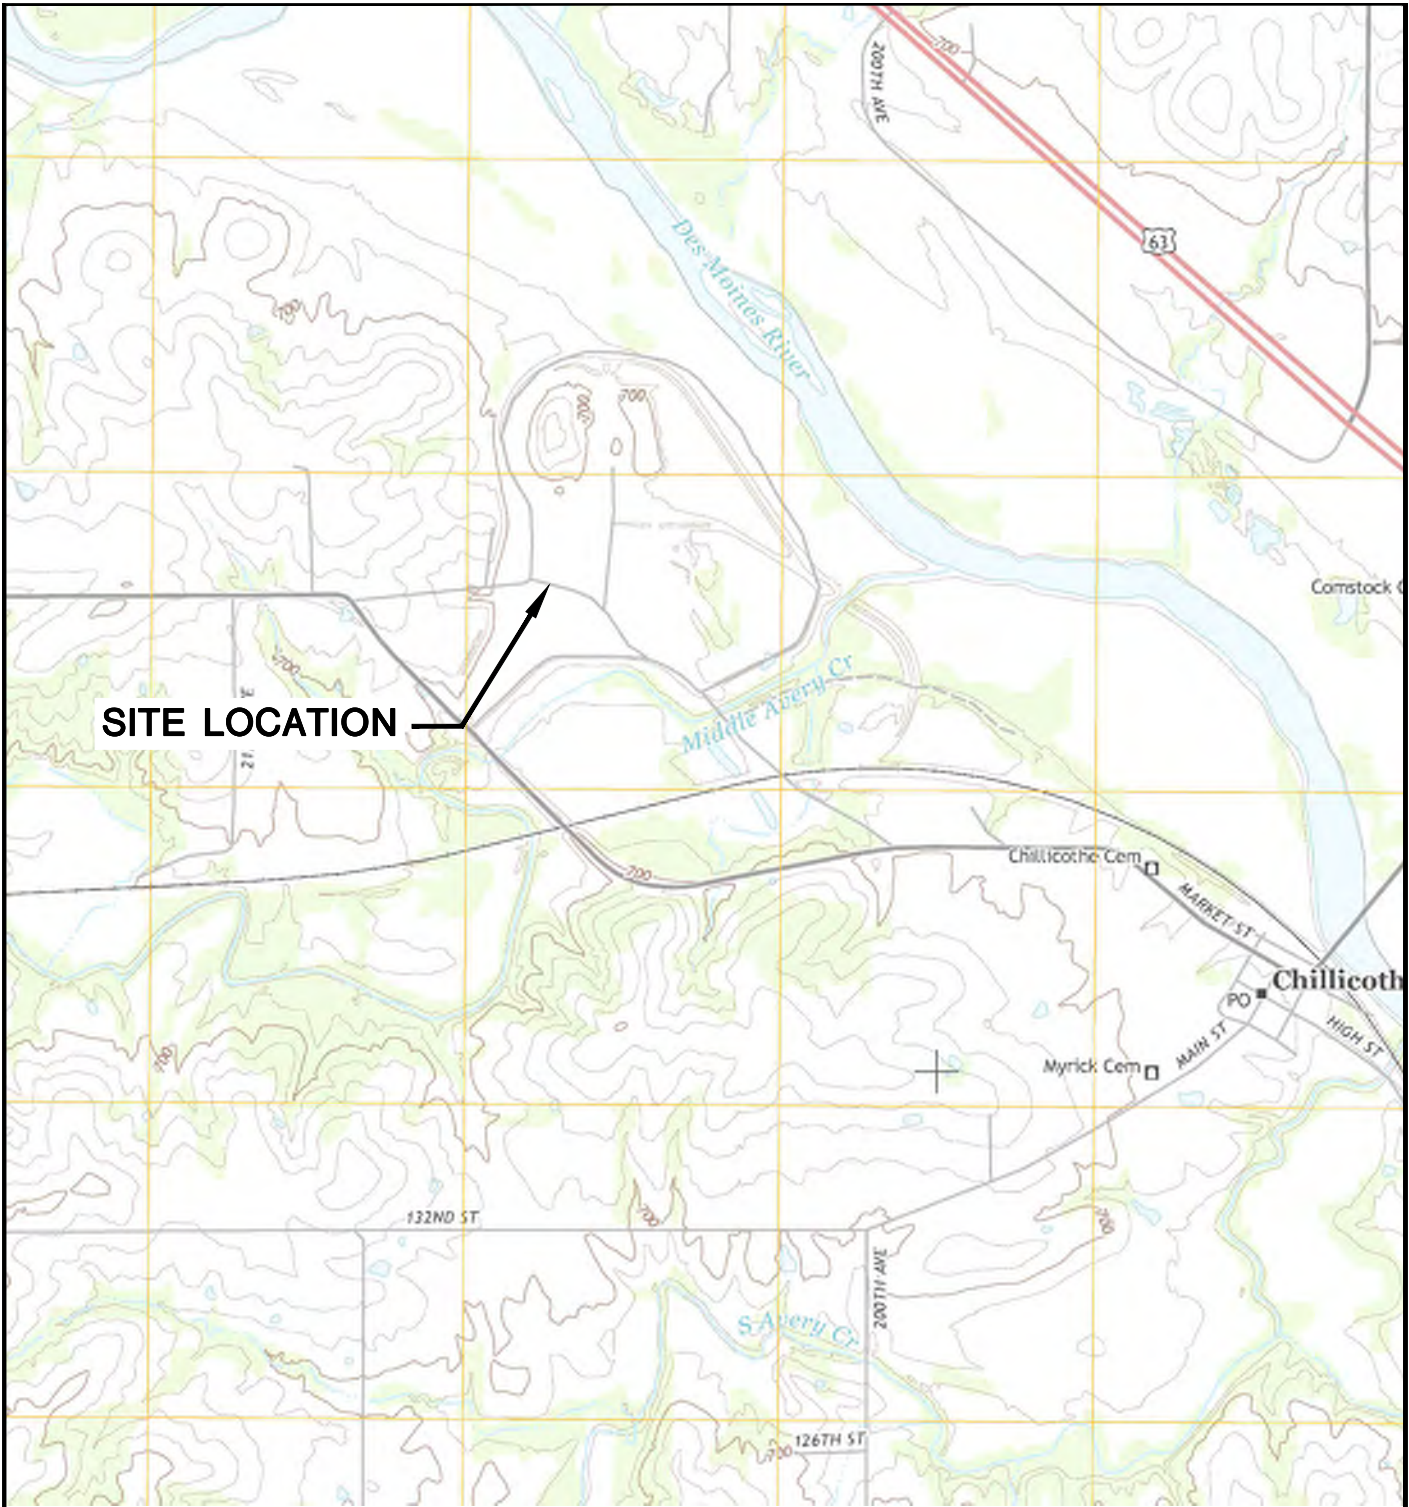 700
200TH AVE
63
Des Moines River
700
700
700
Comstock
700
Middle Avery Cr
SITE LOCATION
Chillicothe Cem
700
MARKET ST
Chillicoth
PO
HIGH ST
MAIN ST
700
Myrick Cem
132ND ST
700
700
200TH AVE
S Avery Cr
126TH ST
700